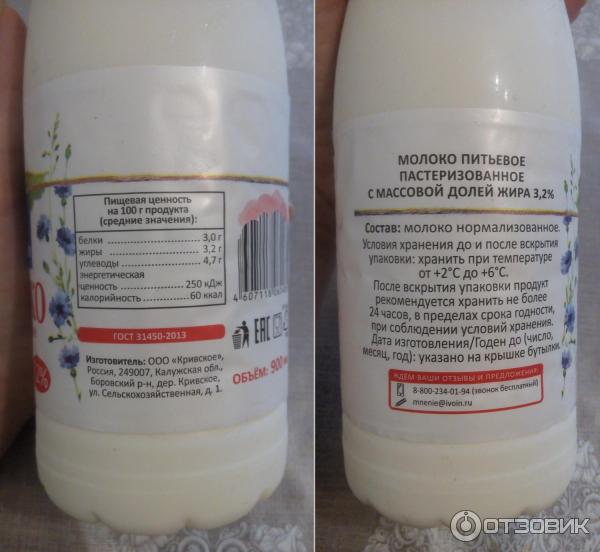 Пищевая ценность
на 100 г продукта
(средние значения):
белки ........ 3,0 г
жиры ........ 3,2 г
углеводы ........ 4,7 г
энергетическая
ценность ........ 250 кДж
калорийность ........ 60 ккал
ГОСТ 31450-2013
Изготовитель: ООО «Кривское»,
Россия, 249007, Калужская обл.,
Боровский р-н, дер. Кривское,
ул. Сельскохозяйственная, д. 1.
ЕАС
ОБЪЁМ: 900
МОЛОКО ПИТЬЕВОЕ
ПАСТЕРИЗОВАННОЕ
С МАССОВОЙ ДОЛЕЙ ЖИРА 3,2%
Состав: молоко нормализованное.
Условия хранения до и после вскрытия
упаковки: хранить при температуре
от +2°С до +6°С.
После вскрытия упаковки продукт
рекомендуется хранить не более
24 часов, в пределах срока годности,
при соблюдении условий хранения.
Дата изготовления/Годен до (число,
месяц, год): указано на крышке бутылки.
ЖДЁМ ВАШИ ОТЗЫВЫ И ПРЕДЛОЖЕНИЯ:
8-800-234-01-94 (звонок бесплатный)
mnenie@ivoin.ru
ОТЗОВИК